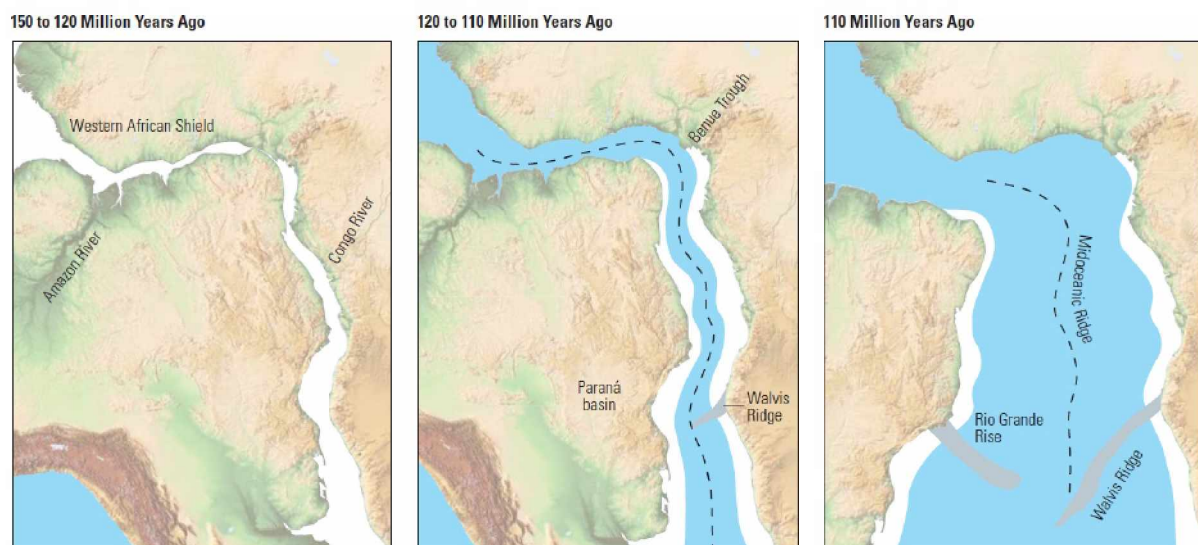 150 to 120 Million Years Ago
Western African Shield
Amazon River
Congo River
120 to 110 Million Years Ago
Benue Trough
Paraná
basin
Walvis
Ridge
110 Million Years Ago
Midoceanic Ridge
Rio Grande
Rise
Walvis Ridge